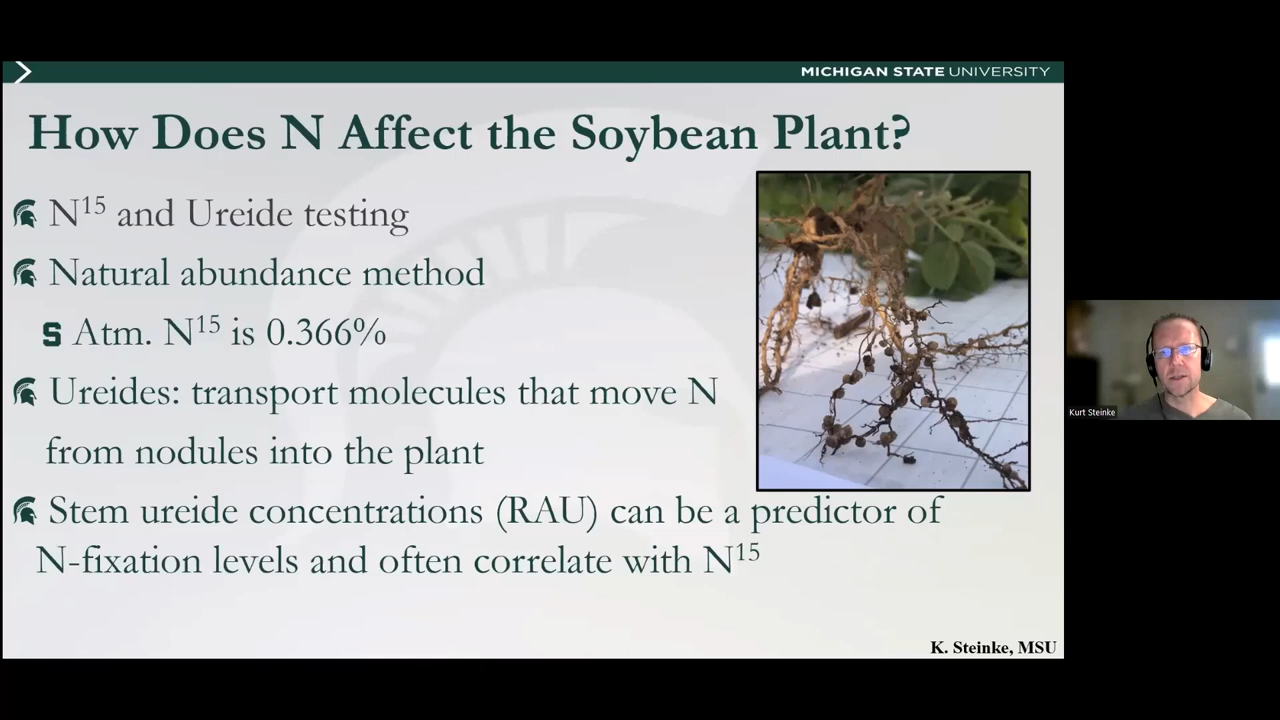 MICHIGAN STATE UNIVERSITY
How Does N Affect the Soybean Plant?
N¹⁵ and Ureide testing
Natural abundance method
S Atm. N¹⁵ is 0.366%
Ureides: transport molecules that move N
from nodules into the plant
Stem ureide concentrations (RAU) can be a predictor of
N-fixation levels and often correlate with N¹⁵
K. Steinke, MSU
Kurt Steinke